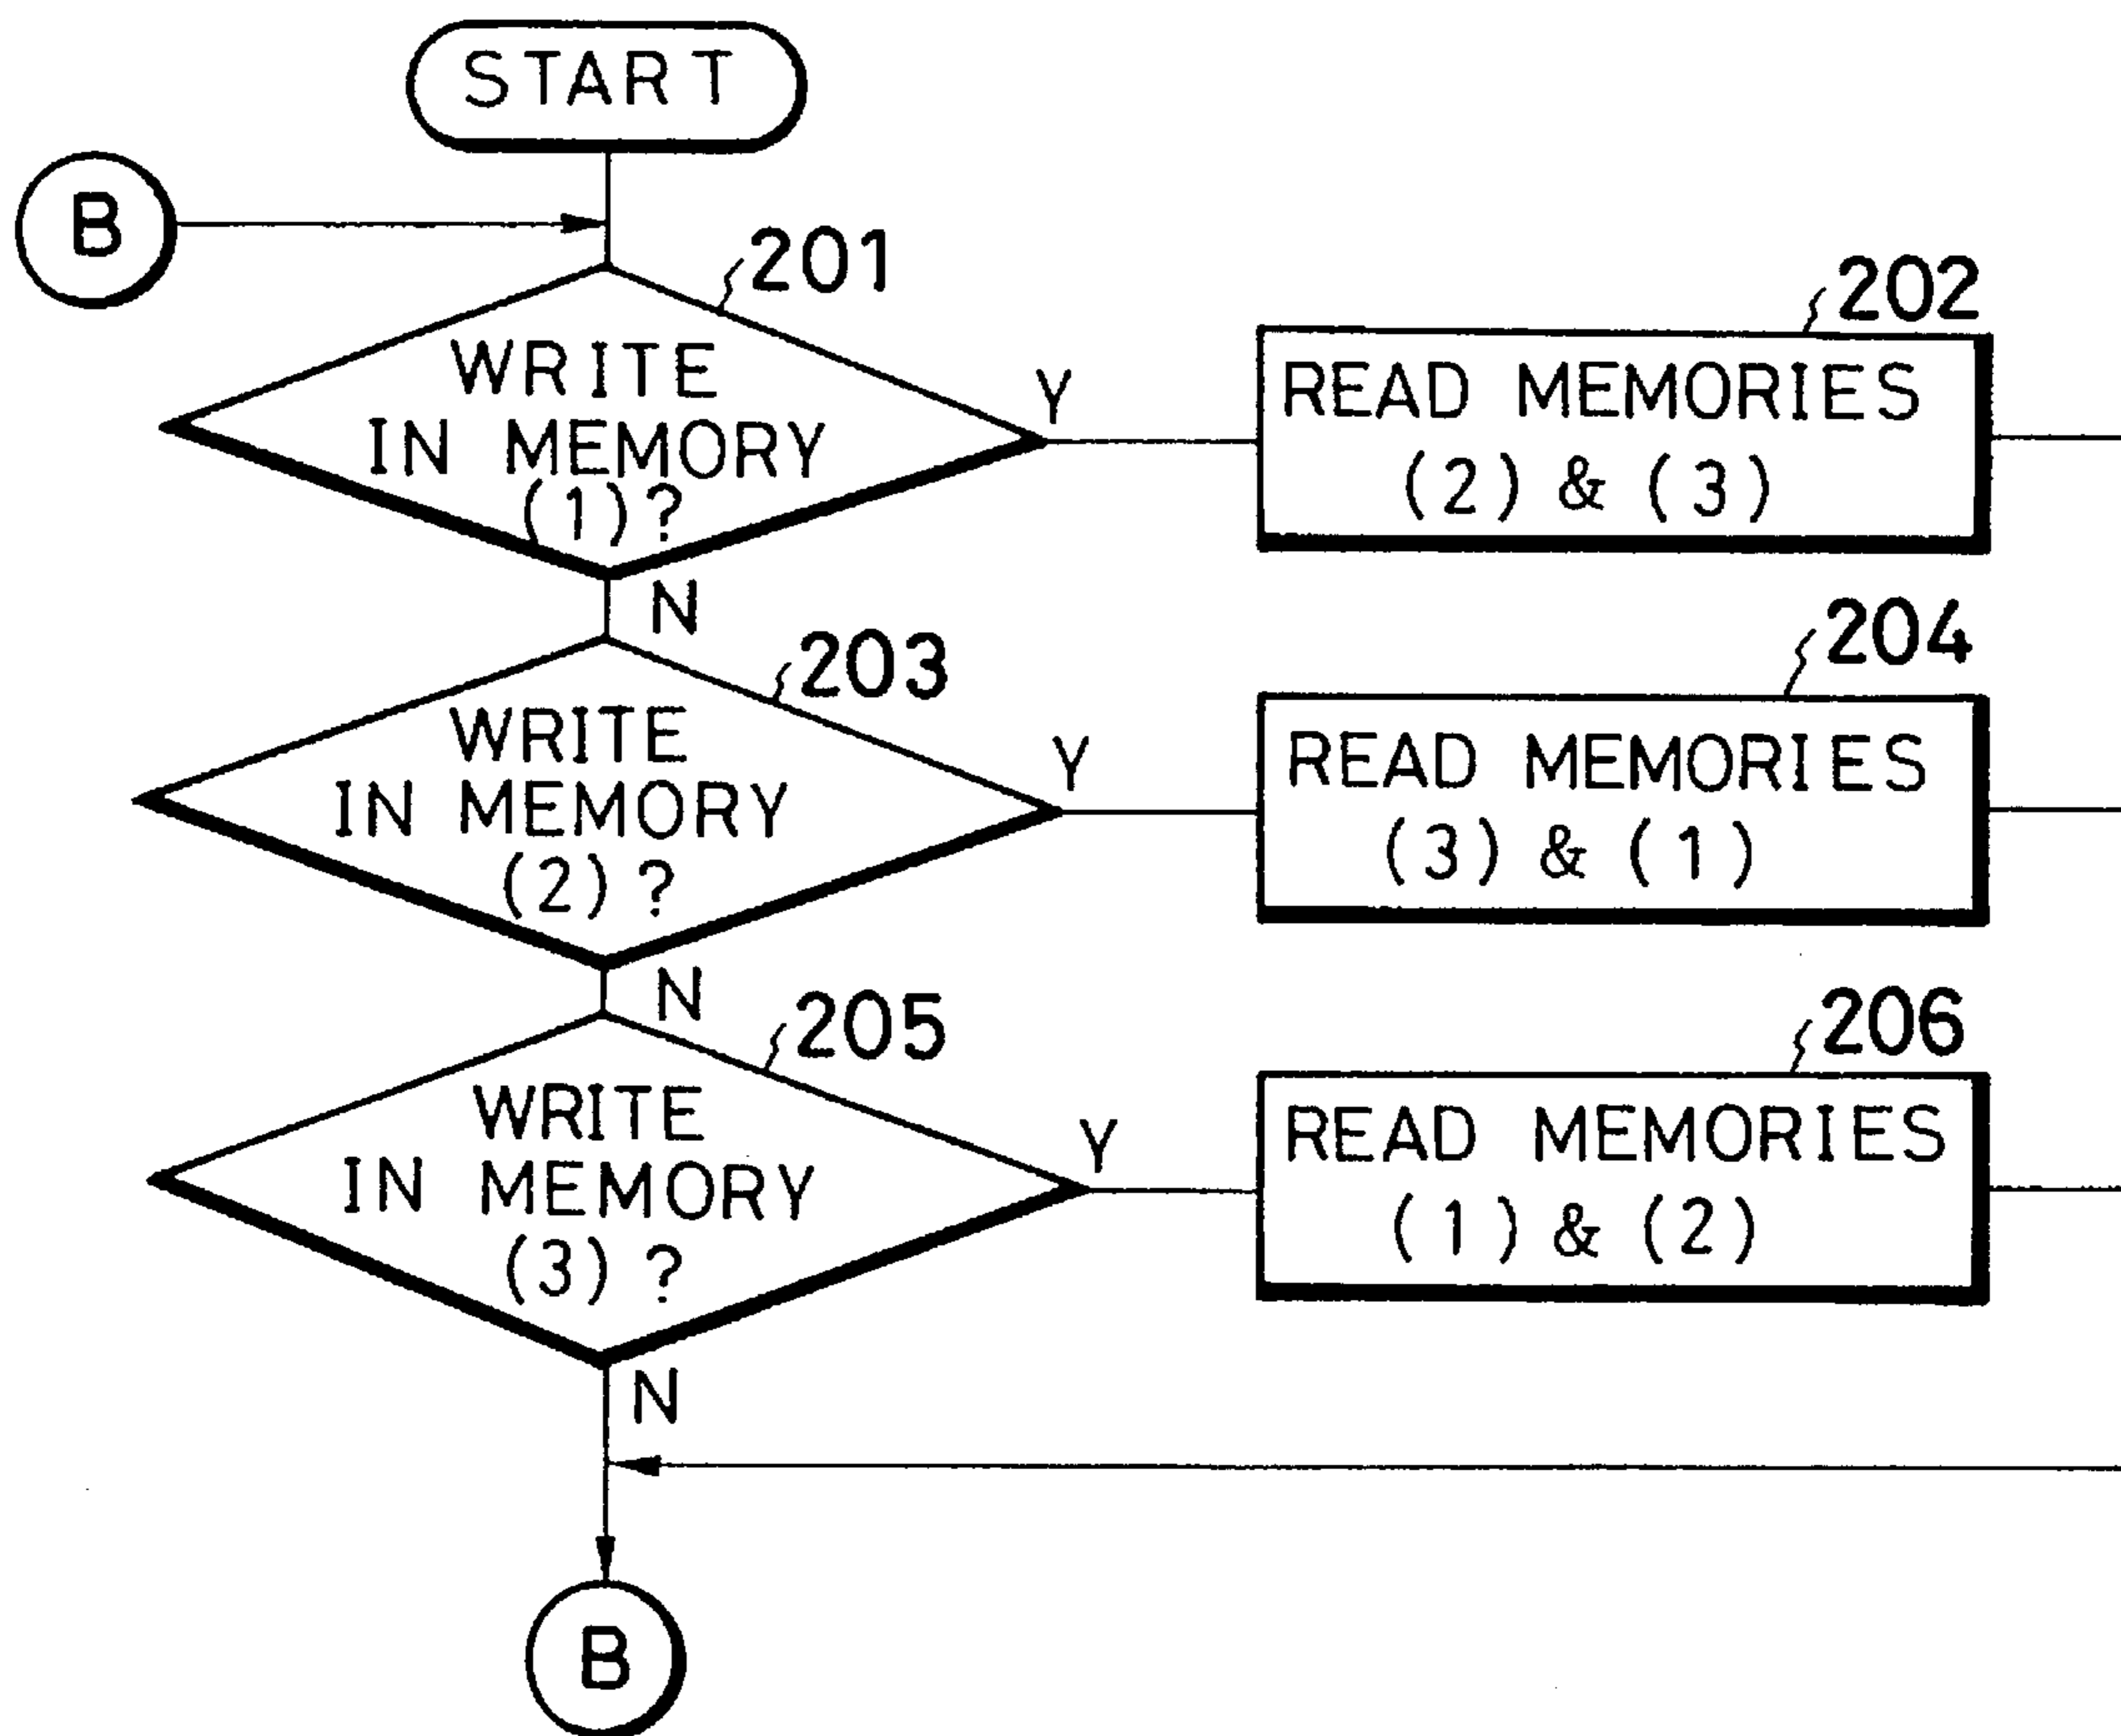 START
B
201
WRITE
IN MEMORY
(1)?
Y
202
READ MEMORIES
(2) & (3)
N
203
WRITE
IN MEMORY
(2)?
Y
204
READ MEMORIES
(3) & (1)
N
205
WRITE
IN MEMORY
(3)?
Y
206
READ MEMORIES
(1) & (2)
N
B